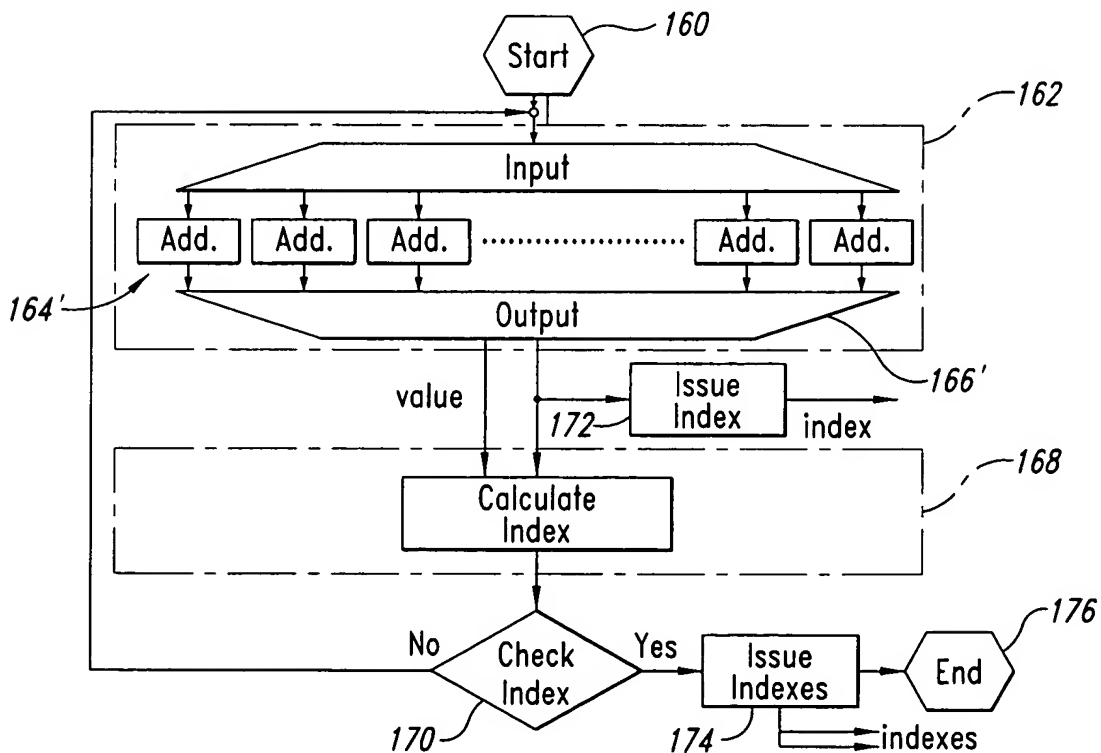 160
Start
162
Input
Add. Add. Add. Add. Add.
164'
Output
166'
value
Issue
Index
172
index
168
Calculate
Index
No
Check
Index
Yes
170
Issue
Indexes
174
176
End
indexes